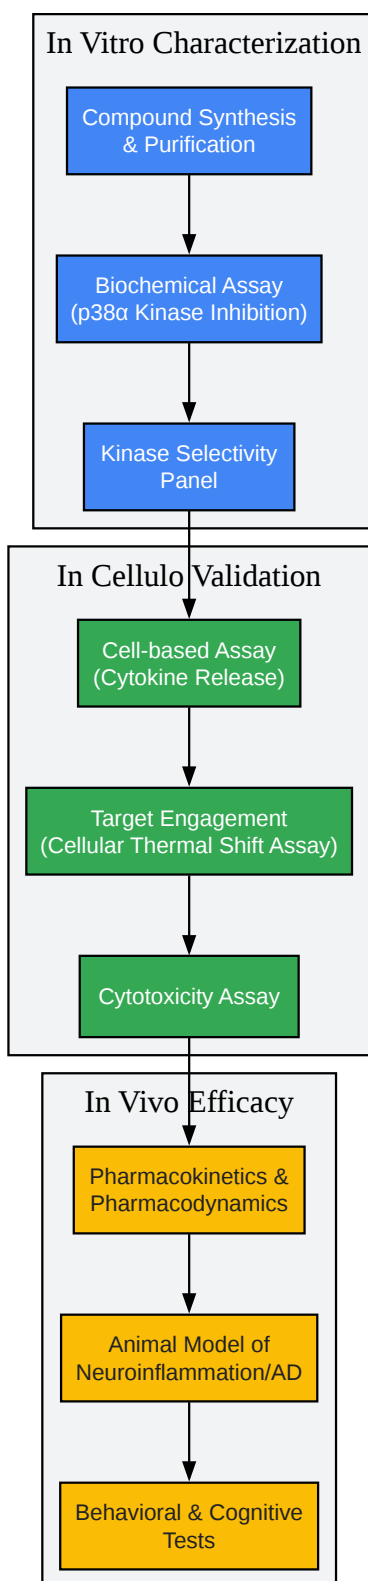 In Vitro Characterization
Compound Synthesis
& Purification
Biochemical Assay
(p38α Kinase Inhibition)
Kinase Selectivity
Panel
In Cellulo Validation
Cell-based Assay
(Cytokine Release)
Target Engagement
(Cellular Thermal Shift Assay)
Cytotoxicity Assay
In Vivo Efficacy
Pharmacokinetics &
Pharmacodynamics
Animal Model of
Neuroinflammation/AD
Behavioral & Cognitive
Tests